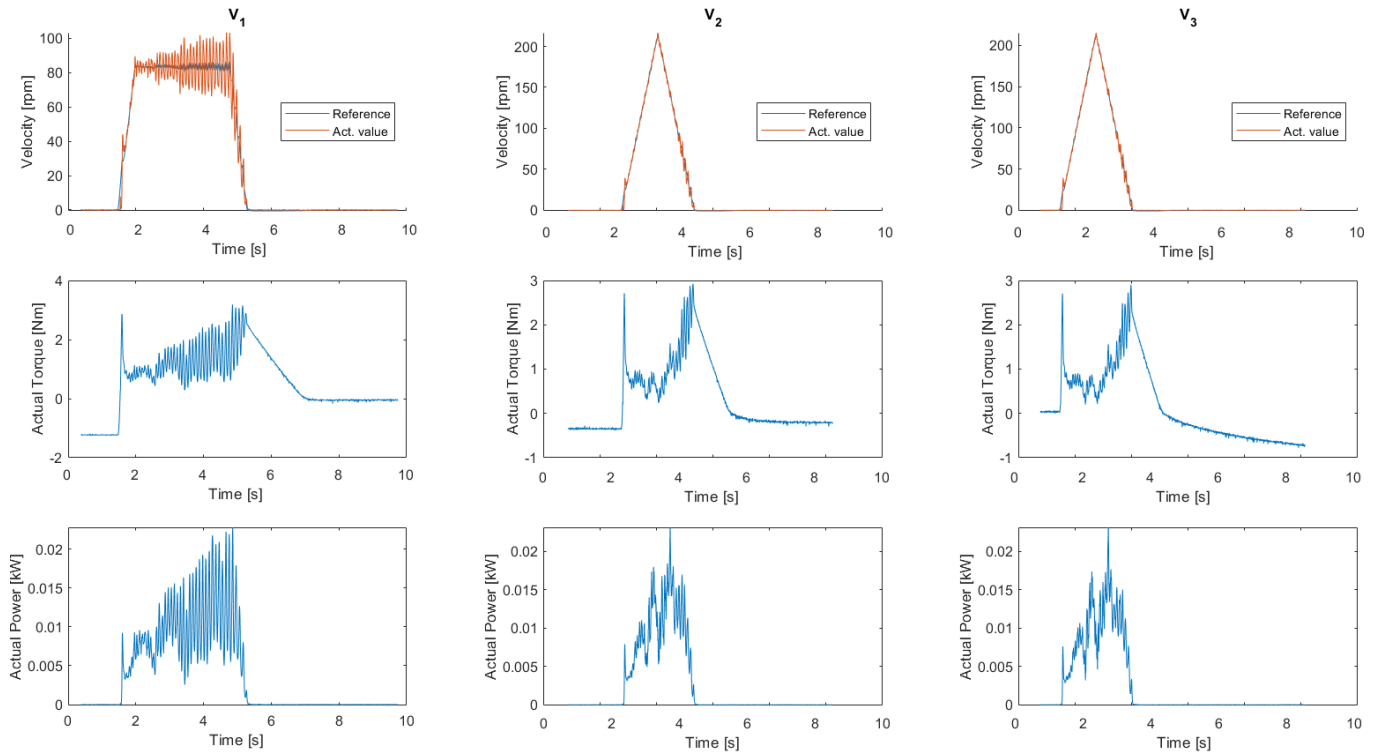 V1
V2
V3
100
80
60
40
20
0
Velocity [rpm]
Reference
Act. value
0 2 4 6 8 10
Time [s]
200
150
100
50
0
Velocity [rpm]
Reference
Act. value
0 2 4 6 8 10
Time [s]
200
150
100
50
0
Velocity [rpm]
Reference
Act. value
0 2 4 6 8 10
Time [s]
4
2
0
-2
Actual Torque [Nm]
0 2 4 6 8 10
Time [s]
3
2
1
0
-1
Actual Torque [Nm]
0 2 4 6 8 10
Time [s]
3
2
1
0
-1
Actual Torque [Nm]
0 2 4 6 8 10
Time [s]
0.02
0.015
0.01
0.005
0
Actual Power [kW]
0 2 4 6 8 10
Time [s]
0.02
0.015
0.01
0.005
0
Actual Power [kW]
0 2 4 6 8 10
Time [s]
0.02
0.015
0.01
0.005
0
Actual Power [kW]
0 2 4 6 8 10
Time [s]